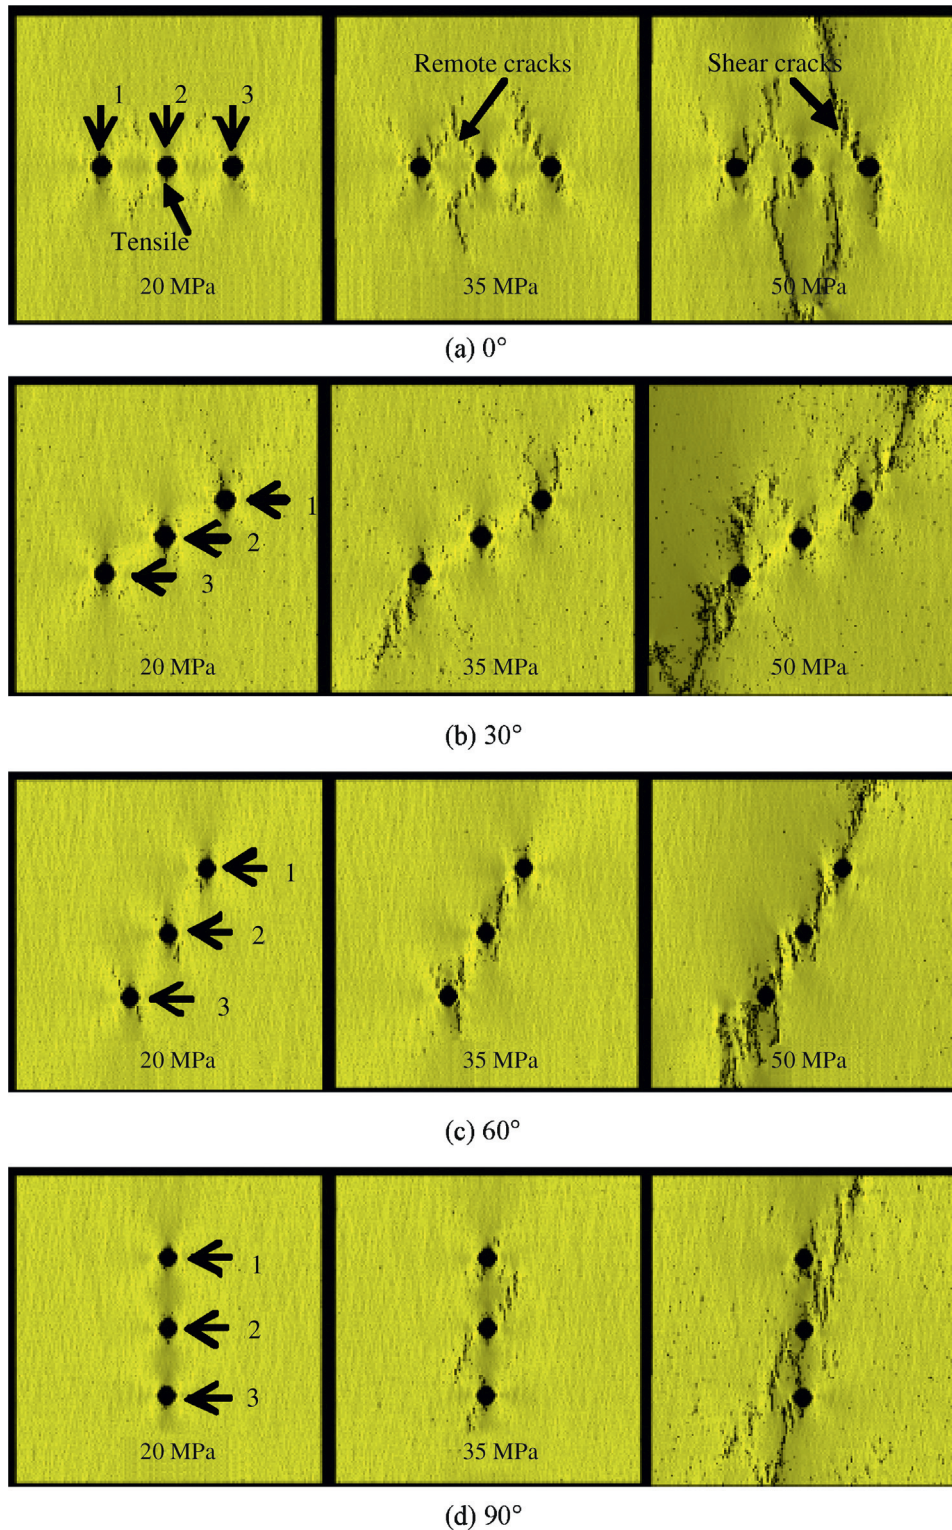 1 2 3
Tensile
20 MPa
Remote cracks
35 MPa
Shear cracks
50 MPa
(a) 0°
1
2
3
20 MPa
35 MPa
50 MPa
(b) 30°
1
2
3
20 MPa
35 MPa
50 MPa
(c) 60°
1
2
3
20 MPa
35 MPa
(d) 90°